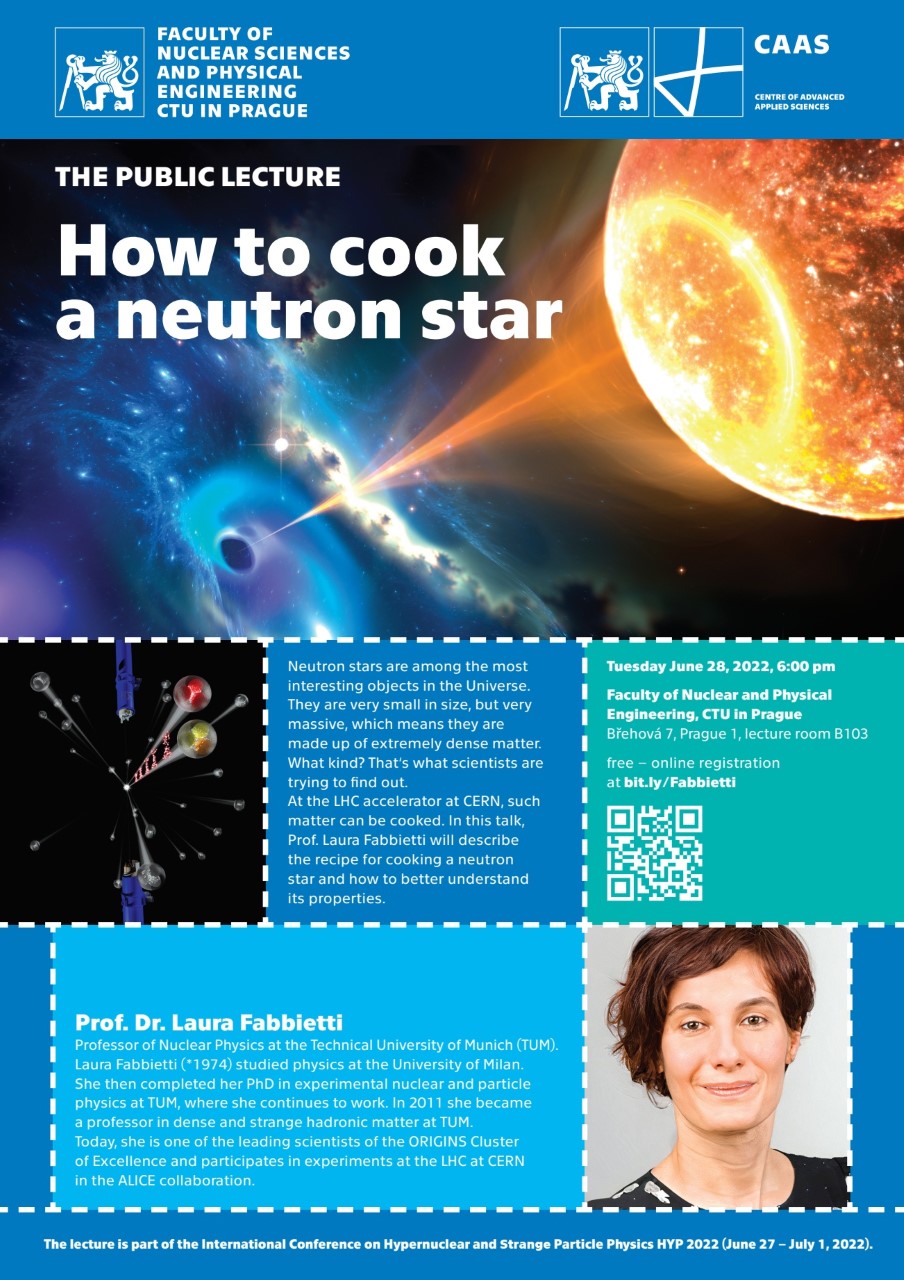 FACULTY OF
NUCLEAR SCIENCES
AND PHYSICAL
ENGINEERING
CTU IN PRAGUE
CAAS
CENTRE OF ADVANCED
APPLIED SCIENCES
THE PUBLIC LECTURE
How to cook
a neutron star
Neutron stars are among the most
interesting objects in the Universe.
They are very small in size, but very
massive, which means they are
made up of extremely dense matter.
What kind? That's what scientists are
trying to find out.
At the LHC accelerator at CERN, such
matter can be cooked. In this talk,
Prof. Laura Fabbietti will describe
the recipe for cooking a neutron
star and how to better understand
its properties.
Tuesday June 28, 2022, 6:00 pm
Faculty of Nuclear and Physical
Engineering, CTU in Prague
Břehová 7, Prague 1, lecture room B103
free – online registration
at bit.ly/Fabbietti
Prof. Dr. Laura Fabbietti
Professor of Nuclear Physics at the Technical University of Munich (TUM).
Laura Fabbietti (*1974) studied physics at the University of Milan.
She then completed her PhD in experimental nuclear and particle
physics at TUM, where she continues to work. In 2011 she became
a professor in dense and strange hadronic matter at TUM.
Today, she is one of the leading scientists of the ORIGINS Cluster
of Excellence and participates in experiments at the LHC at CERN
in the ALICE collaboration.
The lecture is part of the International Conference on Hypernuclear and Strange Particle Physics HYP 2022 (June 27 – July 1, 2022).